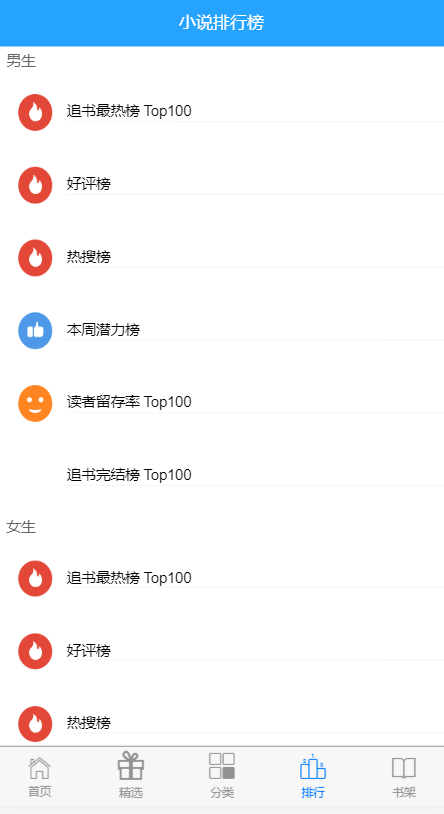 小说排行榜
男生
追书最热榜 Top100
好评榜
热搜榜
本周潜力榜
读者留存率 Top100
追书完结榜 Top100
女生
追书最热榜 Top100
好评榜
热搜榜
2 1 3
首页 精选 分类 排行 书架